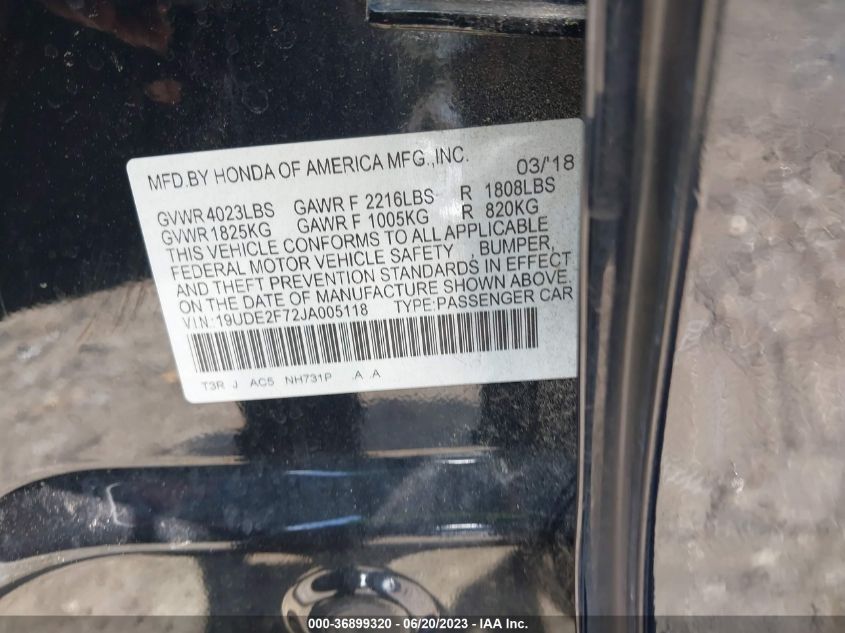 MFD.BY HONDA OF AMERICA MFG.,INC. 03/'18
GVWR 4023LBS GAWR F 2216LBS R 1808LBS
GVWR 1825KG GAWR F 1005KG R 820KG
THIS VEHICLE CONFORMS TO ALL APPLICABLE
FEDERAL MOTOR VEHICLE SAFETY , BUMPER,
AND THEFT PREVENTION STANDARDS IN EFFECT
ON THE DATE OF MANUFACTURE SHOWN ABOVE.
V.I.N.:19UDE2F72JA005118 TYPE:PASSENGER CAR
T3R J AC5 NH731P .A .A
000-36899320 - 06/20/2023 - IAA Inc.